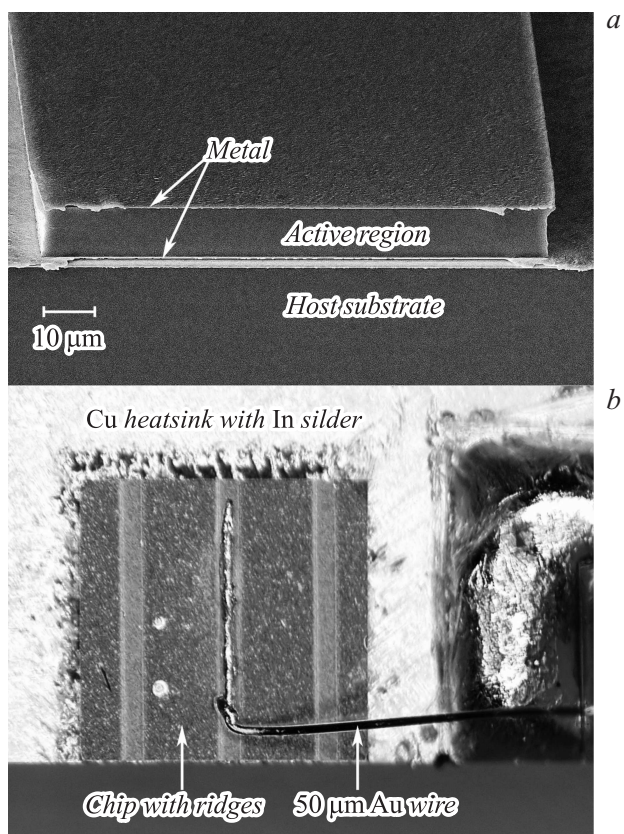 a
Metal
Active region
Host substrate
10 μm
b
Cu heatsink with In silder
Chip with ridges
50 μm Au wire